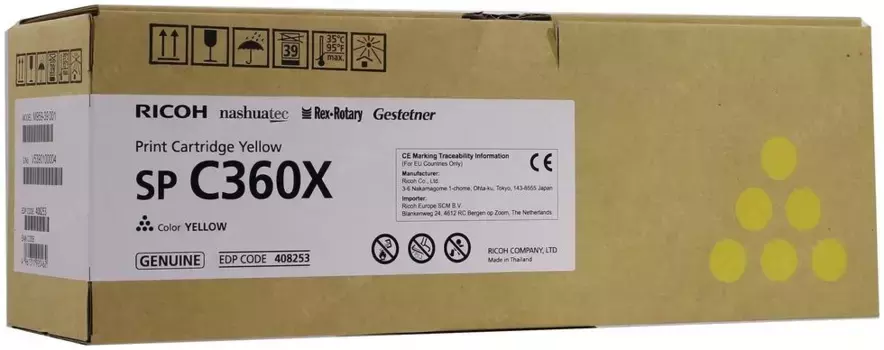 39
35°C
95°F
max.
RICOH nashuatec Rex-Rotary Gestetner
Print Cartridge Yellow
SP C360X
Color YELLOW
GENUINE EDP CODE 408253
CE Marking Traceability Information
(For EU Countries Only)
Manufacturer:
Ricoh Co., Ltd.
3-6 Nakamagome 1-chome, Ohta-ku, Tokyo, 143-8555 Japan
Importer:
Ricoh Europe SCM B.V.
Blankenweg 24, 4612 RC Bergen op Zoom, The Netherlands.
CE
RICOH COMPANY, LTD
Made in Thailand
EDP CODE 408253